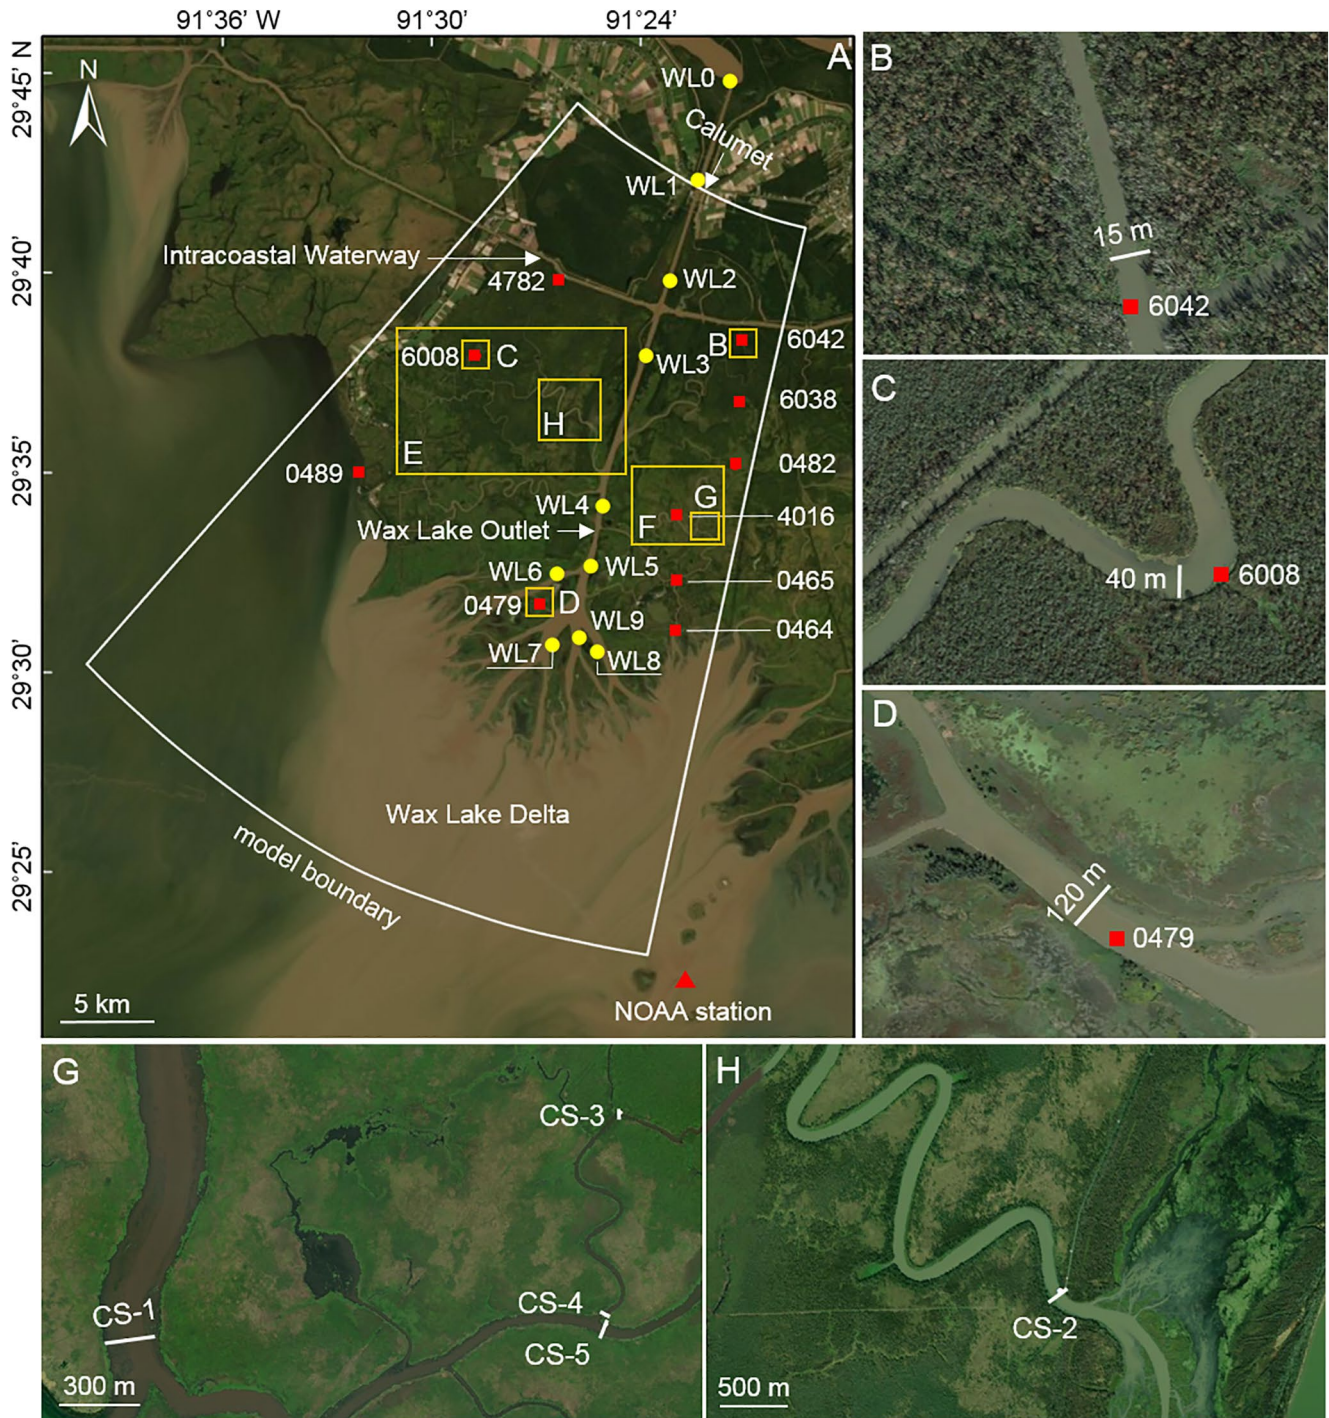 91°36' W
91°30'
91°24'
29°45' N
29°40'
29°35'
29°30'
29°25'
A
N
WL0
Calumet
WL1
Intracoastal Waterway
4782
WL2
6008
C
B
6042
WL3
6038
H
E
0489
0482
WL4
G
F
4016
Wax Lake Outlet
WL6
WL5
0465
0479
D
WL9
0464
WL7
WL8
Wax Lake Delta
model boundary
5 km
NOAA station
B
15 m
6042
C
40 m
6008
D
120 m
0479
G
CS-3
CS-1
CS-4
CS-5
300 m
H
CS-2
500 m